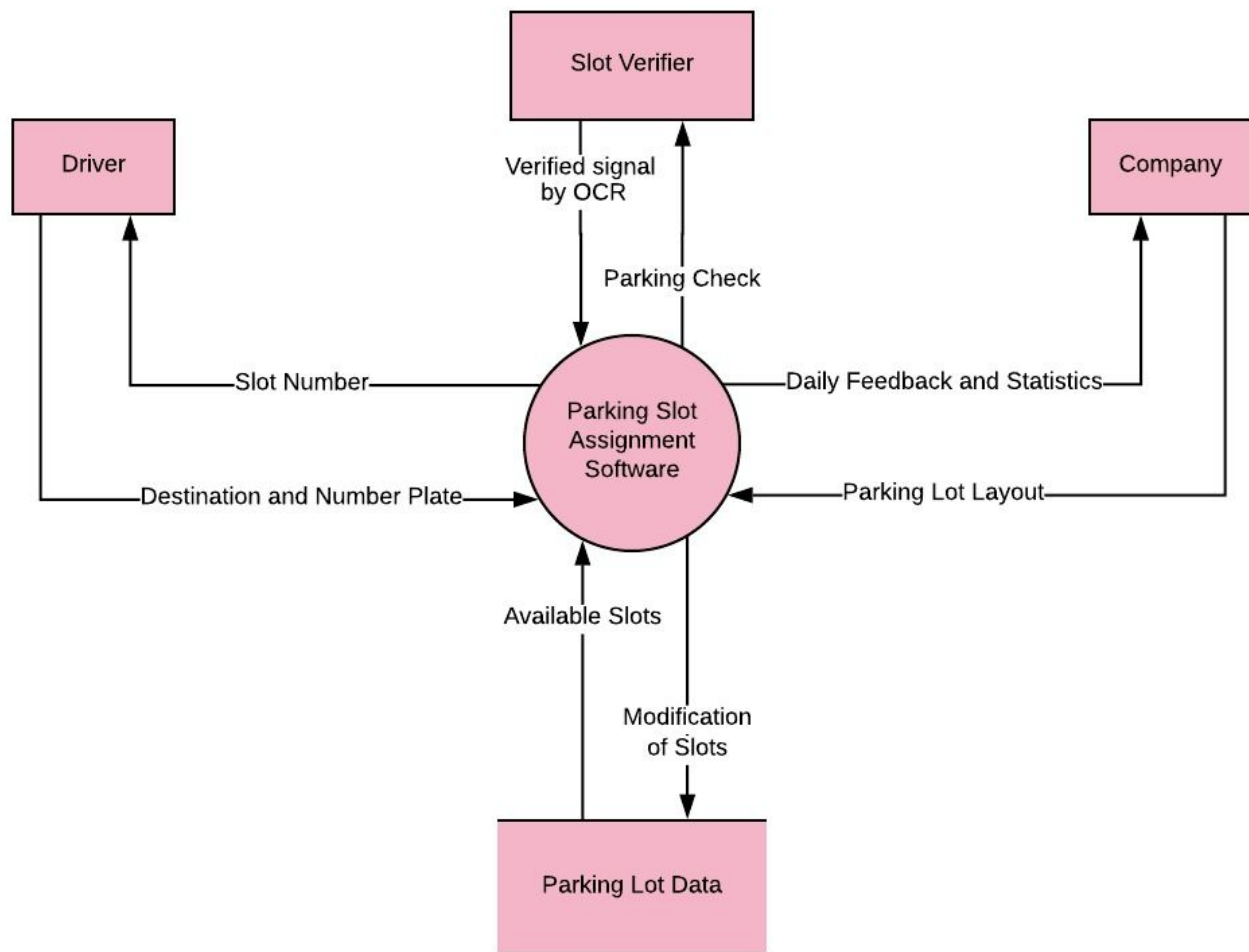 Slot Verifier
Driver
Company
Verified signal
by OCR
Parking Check
Slot Number
Daily Feedback and Statistics
Parking Slot
Assignment
Software
Destination and Number Plate
Parking Lot Layout
Available Slots
Modification
of Slots
Parking Lot Data